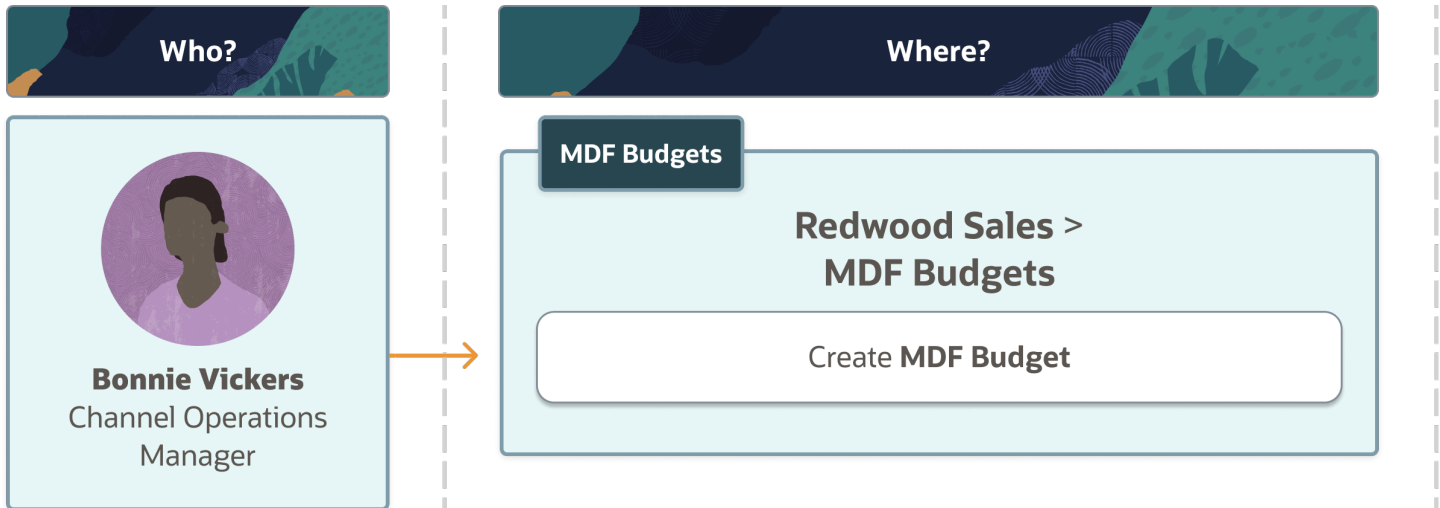 Who?
Where?
Bonnie Vickers
Channel Operations
Manager
MDF Budgets
Redwood Sales >
MDF Budgets
Create MDF Budget